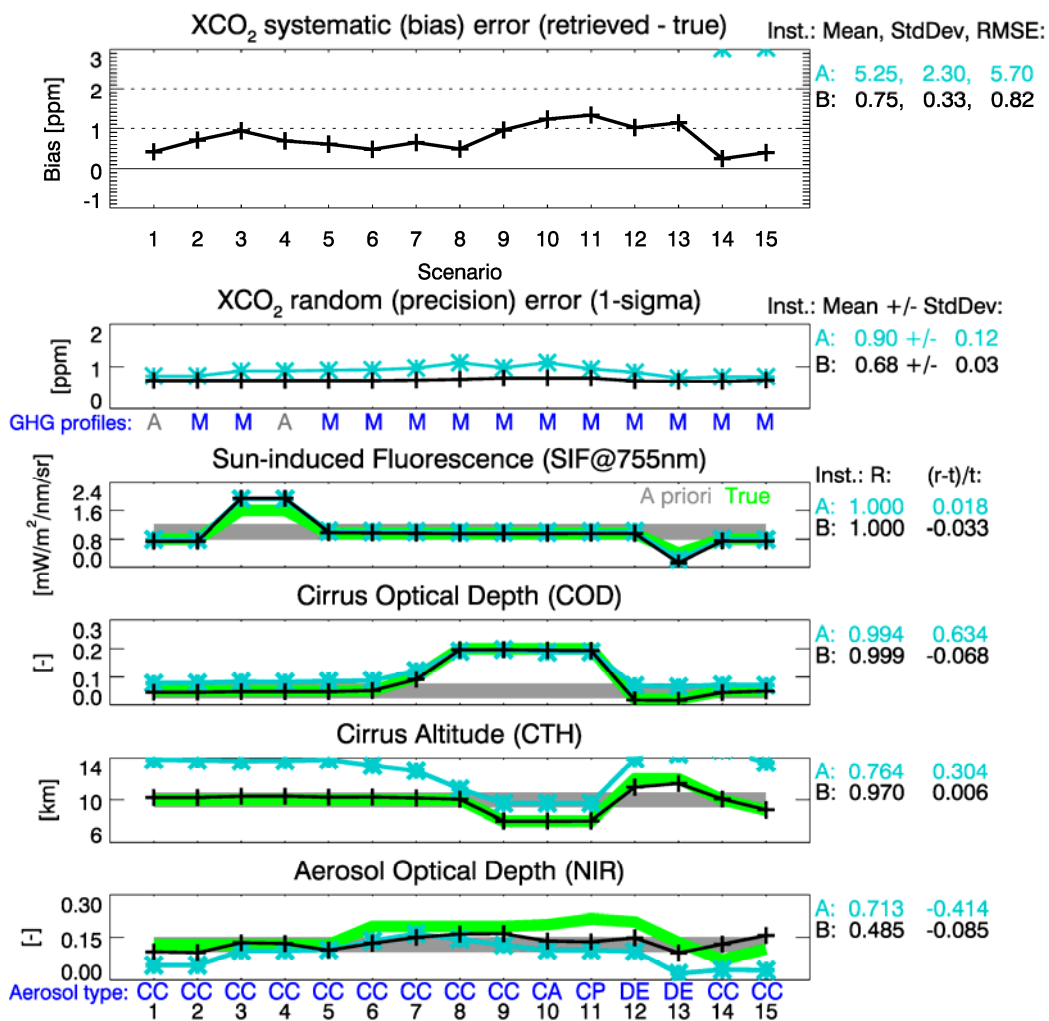 XCO2 systematic (bias) error (retrieved - true)
Inst.: Mean, StdDev, RMSE:
A: 5.25, 2.30, 5.70
B: 0.75, 0.33, 0.82
Bias [ppm]
3
2
1
0
-1
1 2 3 4 5 6 7 8 9 10 11 12 13 14 15
Scenario
XCO2 random (precision) error (1-sigma)
Inst.: Mean +/- StdDev:
A: 0.90 +/- 0.12
B: 0.68 +/- 0.03
[ppm]
2
1
0
GHG profiles: A M M A M M M M M M M M M M M
Sun-induced Fluorescence (SIF@755nm)
Inst.: R: (r-t)/t:
A: 1.000 0.018
B: 1.000 -0.033
A priori True
[mW/m2/nm/sr]
2.4
1.6
0.8
0.0
Cirrus Optical Depth (COD)
A: 0.994 0.634
B: 0.999 -0.068
[-]
0.3
0.2
0.1
0.0
Cirrus Altitude (CTH)
A: 0.764 0.304
B: 0.970 0.006
[km]
14
10
6
Aerosol Optical Depth (NIR)
A: 0.713 -0.414
B: 0.485 -0.085
[-]
0.30
0.15
0.00
Aerosol type: CC CC CC CC CC CC CC CC CC CA CP DE DE CC CC
1 2 3 4 5 6 7 8 9 10 11 12 13 14 15